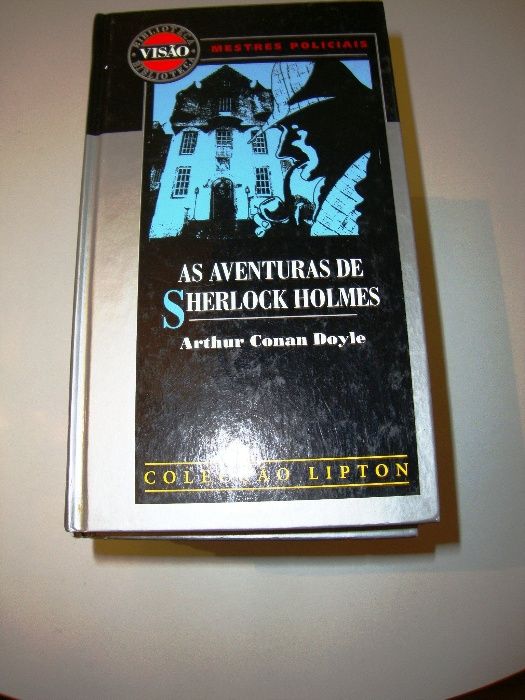 BIBLIOTECA
VISÃO
BIBLIOTECA
MESTRES POLICIAIS
AS AVENTURAS DE
SHERLOCK HOLMES
Arthur Conan Doyle
COLECÇÃO LIPTON